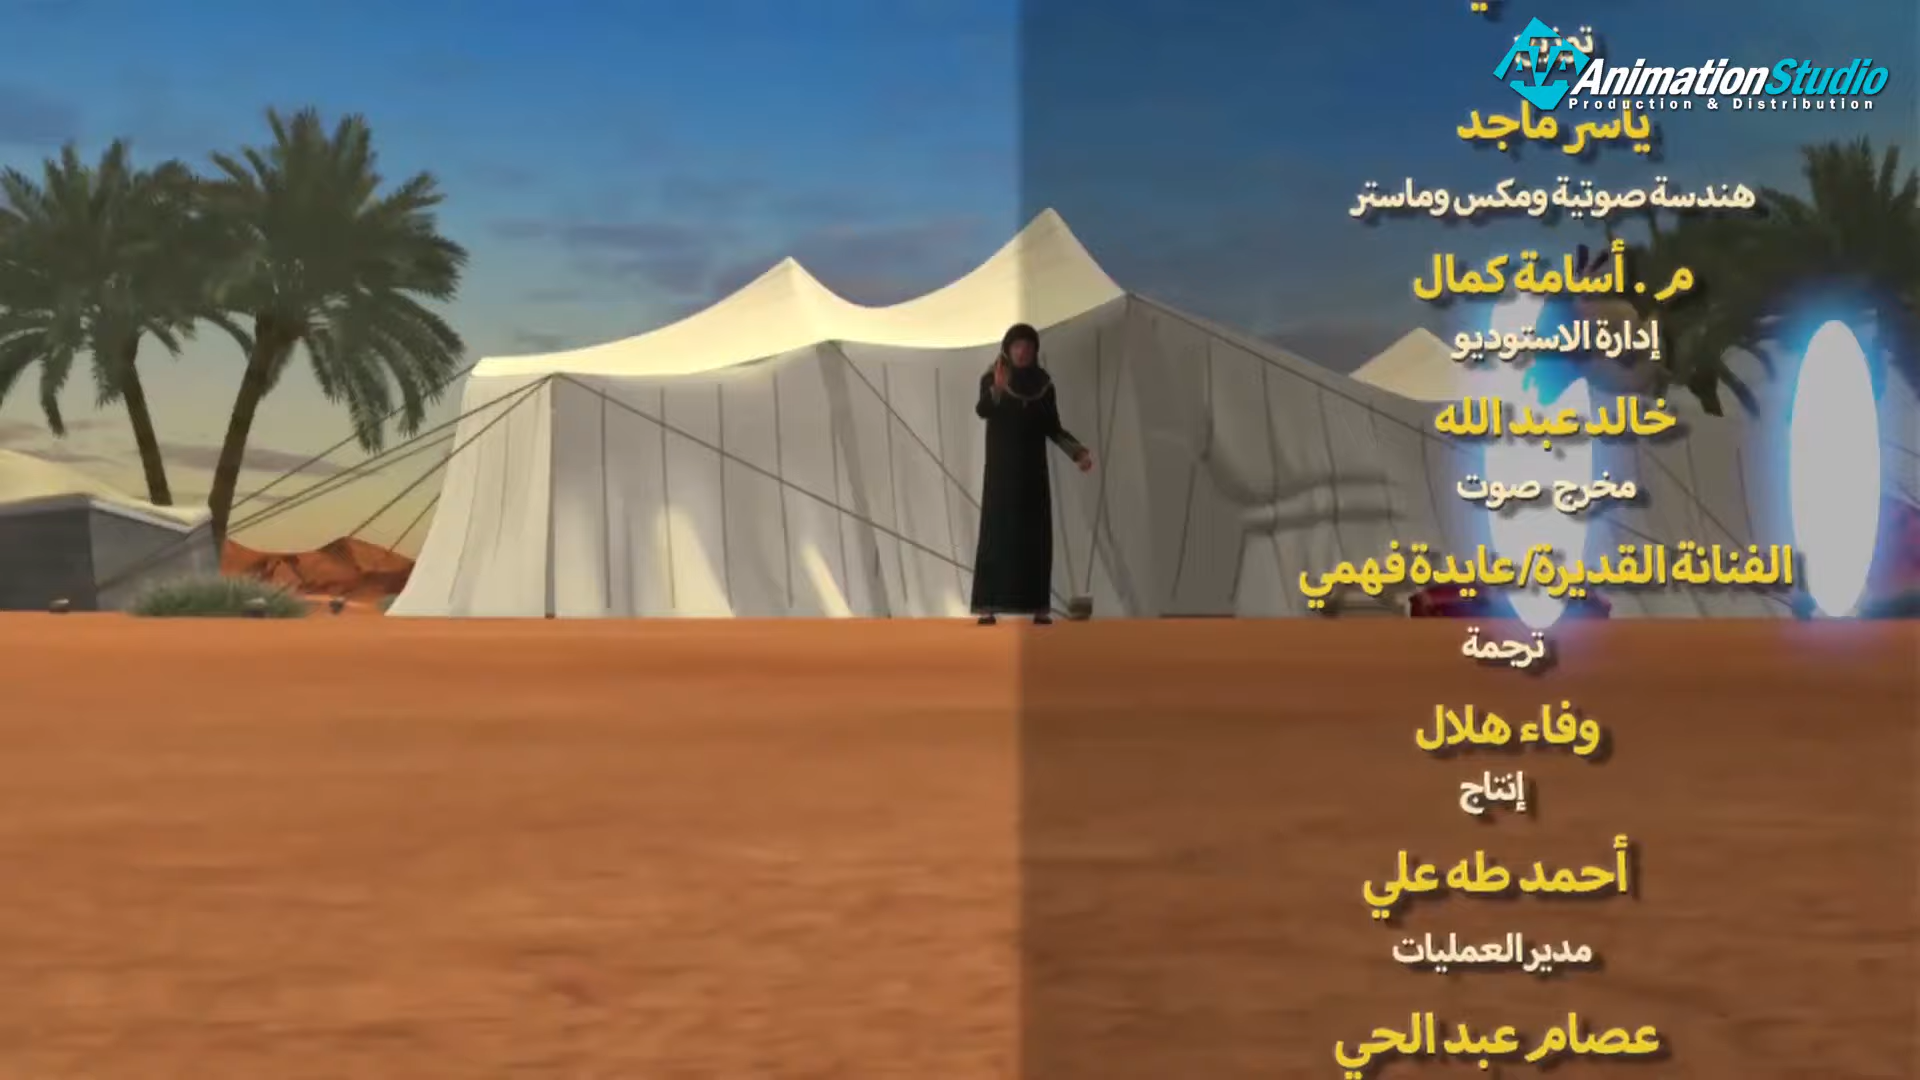 AnimationStudio
Production & Distribution
ياسر ماجد
هندسة صوتية ومكس وماستر
م . أسامة كمال
إدارة الاستوديو
خالد عبد الله
مخرج صوت
الفنانة القديرة/عايدة فهمي
ترجمة
وفاء هلال
إنتاج
أحمد طه علي
مدير العمليات
عصام عبد الحي